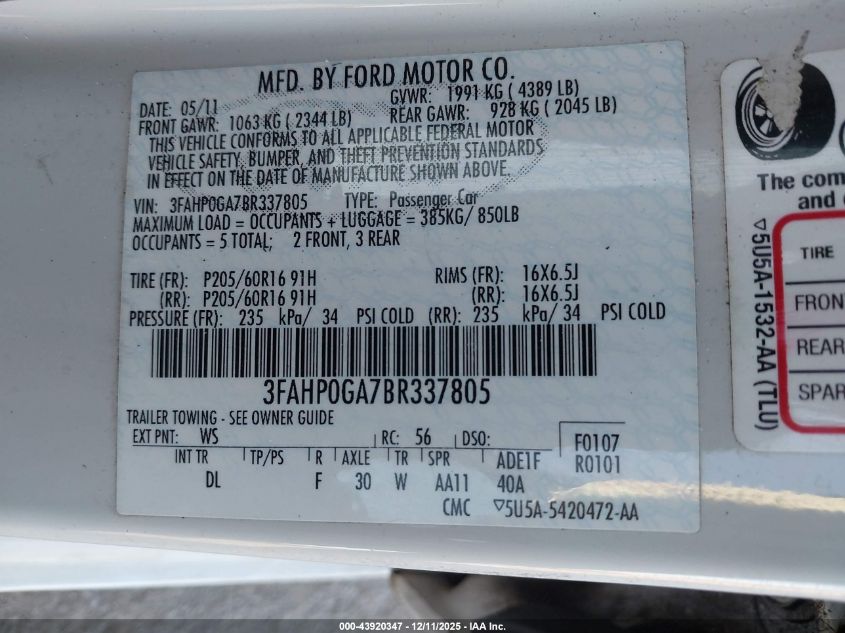 MFD. BY FORD MOTOR CO.
DATE: 05/11 GVWR: 1991 KG ( 4389 LB)
FRONT GAWR: 1063 KG ( 2344 LB) REAR GAWR: 928 KG ( 2045 LB)
THIS VEHICLE CONFORMS TO ALL APPLICABLE FEDERAL MOTOR
VEHICLE SAFETY, BUMPER, AND THEFT PREVENTION STANDARDS
IN EFFECT ON THE DATE OF MANUFACTURE SHOWN ABOVE.
VIN: 3FAHP0GA7BR337805 TYPE: Passenger Car
MAXIMUM LOAD = OCCUPANTS + LUGGAGE = 385KG/ 850LB
OCCUPANTS = 5 TOTAL; 2 FRONT, 3 REAR
TIRE (FR): P205/60R16 91H RIMS (FR): 16X6.5J
(RR): P205/60R16 91H (RR): 16X6.5J
PRESSURE (FR): 235 kPa/ 34 PSI COLD (RR): 235 kPa/ 34 PSI COLD
3FAHP0GA7BR337805
TRAILER TOWING - SEE OWNER GUIDE
EXT PNT: WS RC: 56 DSO: F0107
R0101
INT TR TP/PS R AXLE TR SPR ADE1F
DL F 30 W AA11 40A
CMC ▽5U5A-5420472-AA
The com
and
▽5U5A-1532-AA (TLU)
TIRE
FRON
REAR
SPAR
000-43920347 - 12/11/2025 - IAA Inc.